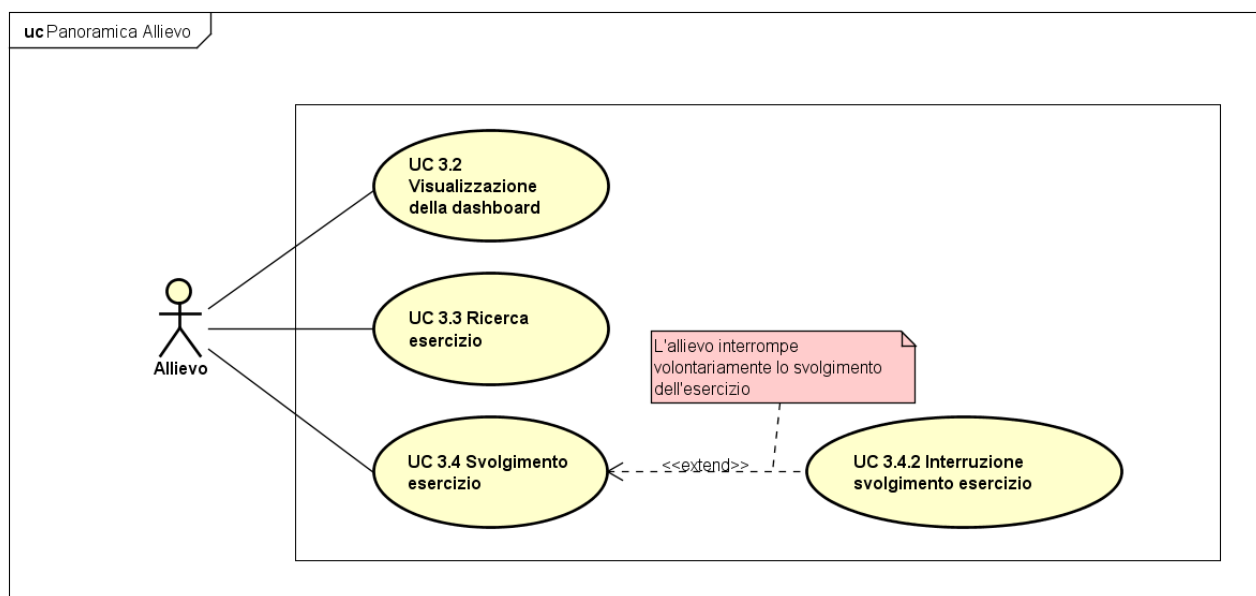 uc Panoramica Allievo
UC 3.2
Visualizzazione
della dashboard
UC 3.3 Ricerca
esercizio
L'allievo interrompe
volontariamente lo svolgimento
dell'esercizio
Allievo
UC 3.4 Svolgimento
esercizio
<<extend>>
UC 3.4.2 Interruzione
svolgimento esercizio